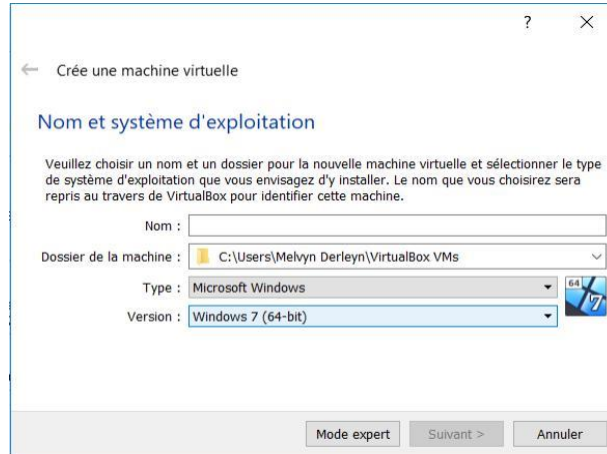 ? ×
← Crée une machine virtuelle
Nom et système d'exploitation
Veuillez choisir un nom et un dossier pour la nouvelle machine virtuelle et sélectionner le type
de système d'exploitation que vous envisagez d'y installer. Le nom que vous choisirez sera
repris au travers de VirtualBox pour identifier cette machine.
Nom :
Dossier de la machine : C:\Users\Melvyn Derleyn\VirtualBox VMs
Type : Microsoft Windows
64
7
Version : Windows 7 (64-bit)
Mode expert Suivant > Annuler